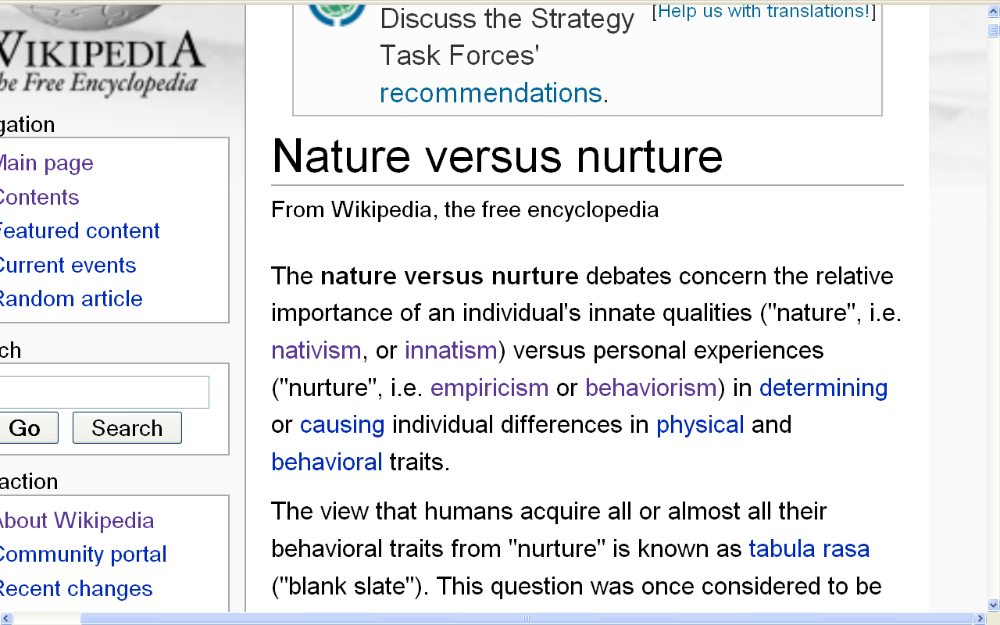 WIKIPEDIA
he Free Encyclopedia
gation
Main page
Contents
Featured content
Current events
Random article
ch
Go Search
action
About Wikipedia
Community portal
Recent changes
Discuss the Strategy
Task Forces'
recommendations.
[Help us with translations!]
Nature versus nurture
From Wikipedia, the free encyclopedia
The nature versus nurture debates concern the relative
importance of an individual's innate qualities ("nature", i.e.
nativism, or innatism) versus personal experiences
("nurture", i.e. empiricism or behaviorism) in determining
or causing individual differences in physical and
behavioral traits.
The view that humans acquire all or almost all their
behavioral traits from "nurture" is known as tabula rasa
("blank slate"). This question was once considered to be